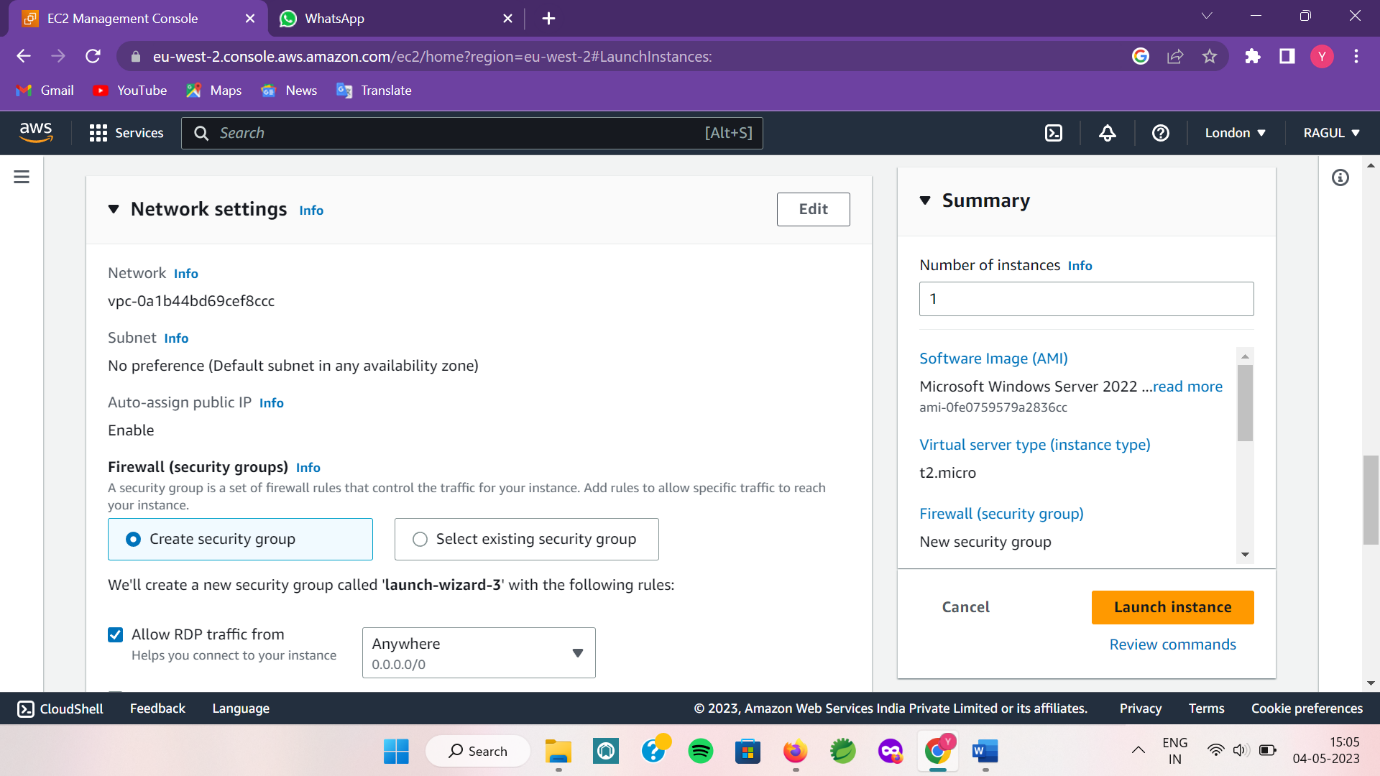 EC2 Management Console
WhatsApp
eu-west-2.console.aws.amazon.com/ec2/home?region=eu-west-2#LaunchInstances:
Y
Gmail
YouTube
Maps
News
Translate
aws
Services
Search
[Alt+S]
London
RAGUL
Network settings Info
Edit
Network Info
vpc-0a1b44bd69cef8ccc
Subnet Info
No preference (Default subnet in any availability zone)
Auto-assign public IP Info
Enable
Firewall (security groups) Info
A security group is a set of firewall rules that control the traffic for your instance. Add rules to allow specific traffic to reach
your instance.
Create security group
Select existing security group
We'll create a new security group called 'launch-wizard-3' with the following rules:
Allow RDP traffic from
Helps you connect to your instance
Anywhere
0.0.0.0/0
Summary
Number of instances Info
1
Software Image (AMI)
Microsoft Windows Server 2022 ...read more
ami-0fe0759579a2836cc
Virtual server type (instance type)
t2.micro
Firewall (security group)
New security group
Cancel
Launch instance
Review commands
CloudShell
Feedback
Language
© 2023, Amazon Web Services India Private Limited or its affiliates.
Privacy
Terms
Cookie preferences
Search
ENG
IN
15:05
04-05-2023